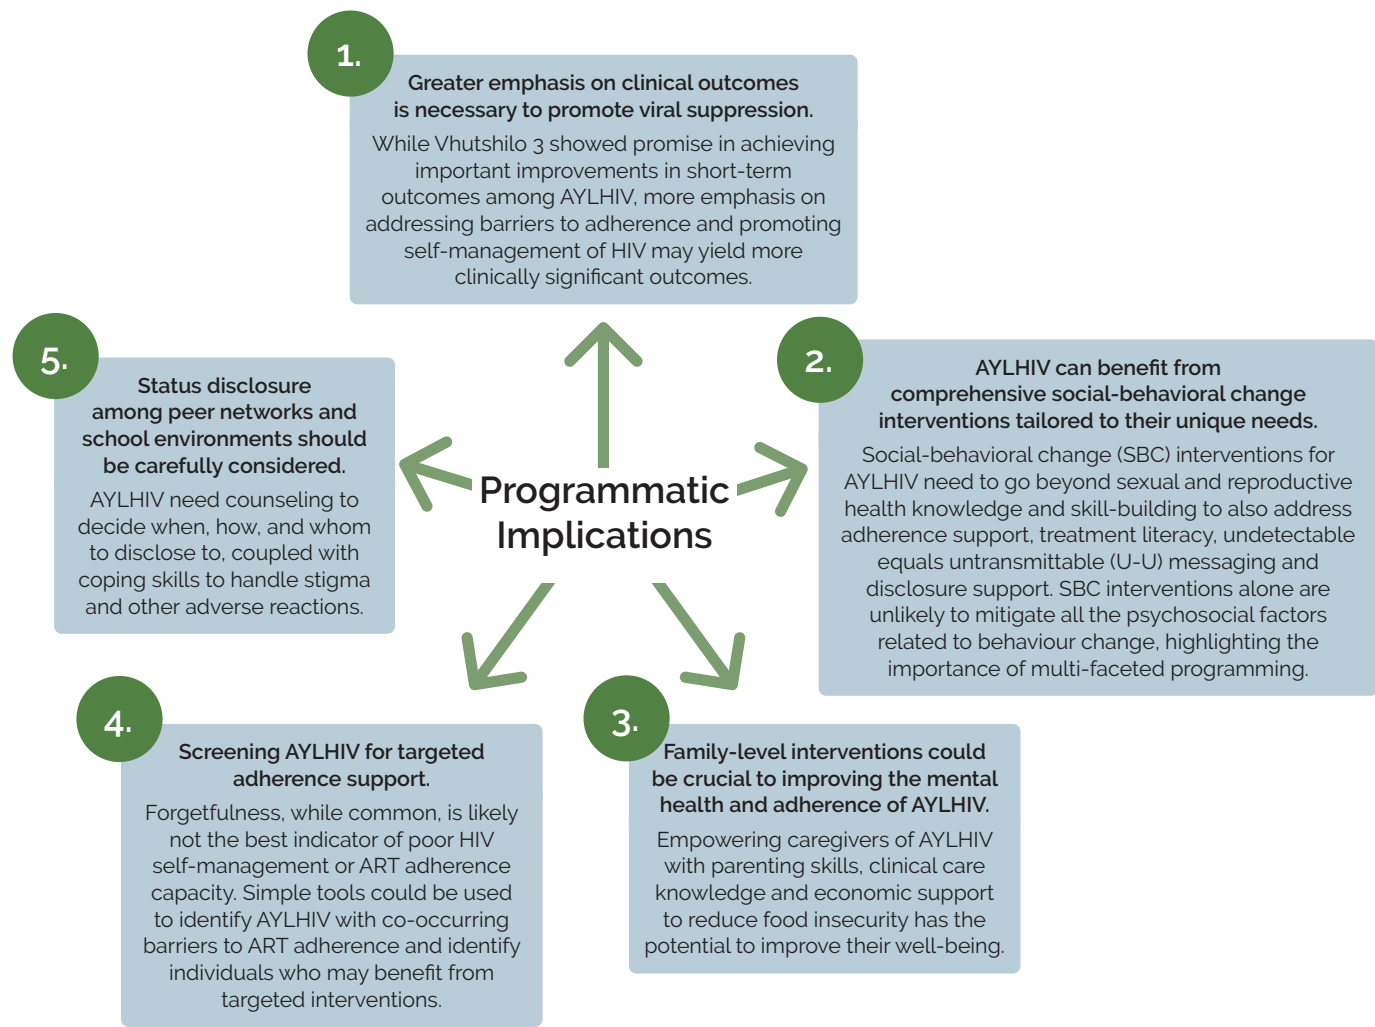 Programmatic
Implications
1.
Greater emphasis on clinical outcomes
is necessary to promote viral suppression.
While Vhutshilo 3 showed promise in achieving
important improvements in short-term
outcomes among AYLHIV, more emphasis on
addressing barriers to adherence and promoting
self-management of HIV may yield more
clinically significant outcomes.
2.
AYLHIV can benefit from
comprehensive social-behavioral change
interventions tailored to their unique needs.
Social-behavioral change (SBC) interventions for
AYLHIV need to go beyond sexual and reproductive
health knowledge and skill-building to also address
adherence support, treatment literacy, undetectable
equals untransmittable (U-U) messaging and
disclosure support. SBC interventions alone are
unlikely to mitigate all the psychosocial factors
related to behaviour change, highlighting the
importance of multi-faceted programming.
3.
Family-level interventions could
be crucial to improving the mental
health and adherence of AYLHIV.
Empowering caregivers of AYLHIV
with parenting skills, clinical care
knowledge and economic support
to reduce food insecurity has the
potential to improve their well-being.
4.
Screening AYLHIV for targeted
adherence support.
Forgetfulness, while common, is likely
not the best indicator of poor HIV
self-management or ART adherence
capacity. Simple tools could be used
to identify AYLHIV with co-occurring
barriers to ART adherence and identify
individuals who may benefit from
targeted interventions.
5.
Status disclosure
among peer networks and
school environments should
be carefully considered.
AYLHIV need counseling to
decide when, how, and whom
to disclose to, coupled with
coping skills to handle stigma
and other adverse reactions.